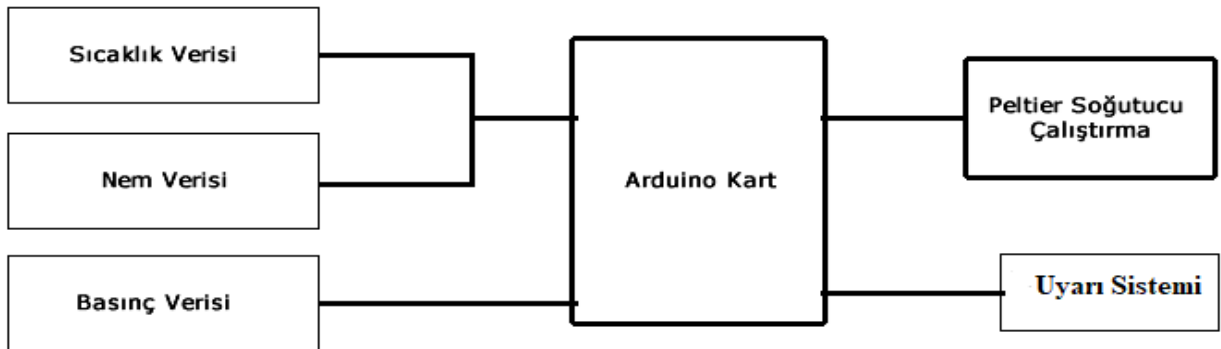 Sıcaklık Verisi
Nem Verisi
Basınç Verisi
Arduino Kart
Peltier Soğutucu
Çalıştırma
Uyarı Sistemi